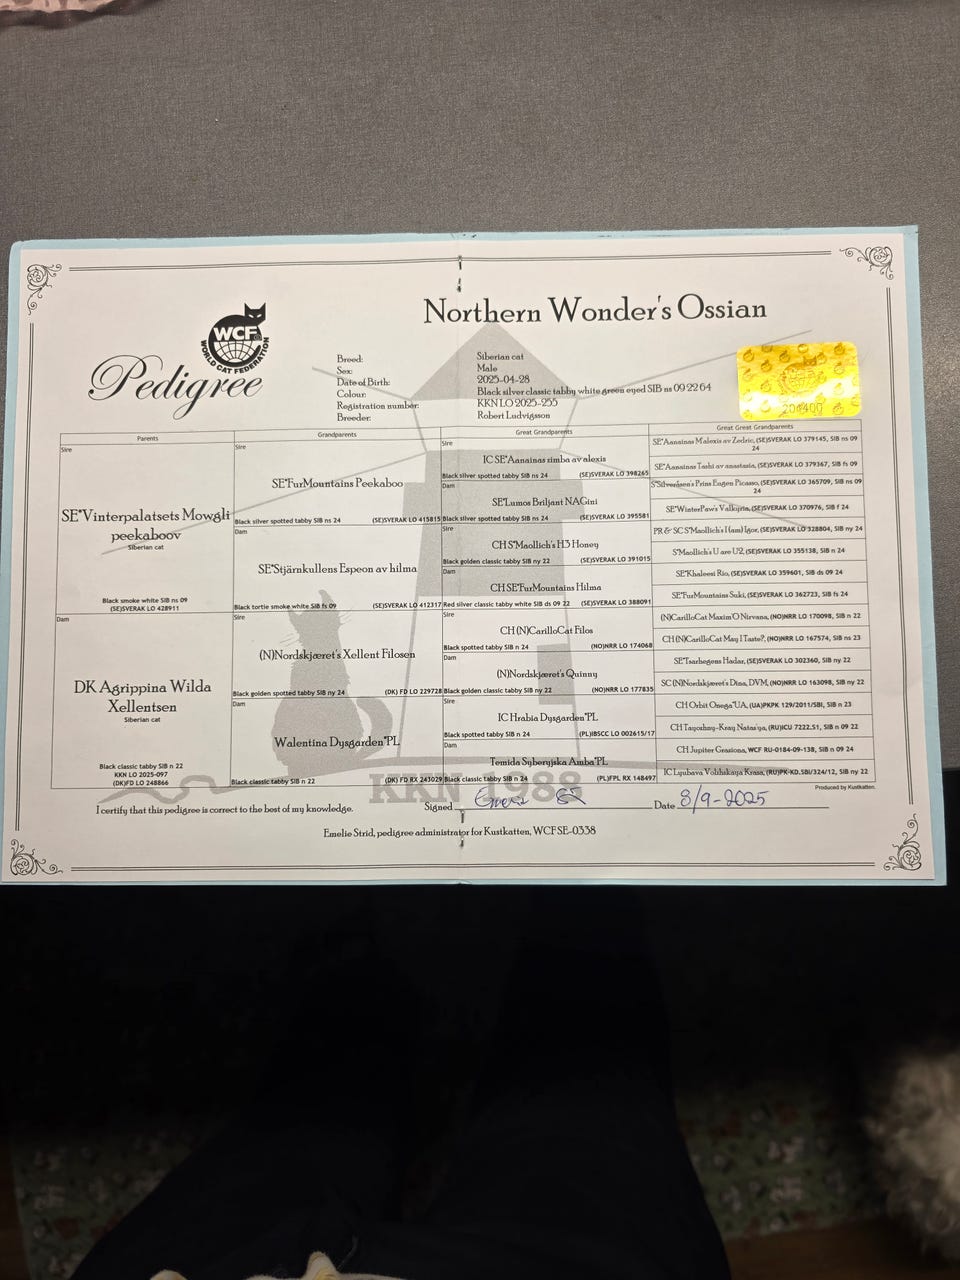 Northern Wonder's Ossian
WCF
WORLD CAT FEDERATION
Pedigree
Breed: Siberian cat
Sex: Male
Date of Birth: 2025-04-28
Colour: Black silver classic tabby white green eyed SIB ns 09 22 64
Registration number: KKN LO 2025-255
Breeder: Robert Ludvigsson
204400
Parents
Grandparents
Great Grandparents
Great Great Grandparents
Sire
SE*Vinterpalatsets Mowgli
peekaboov
Siberian cat
Black smoke white SIB ns 09
(SE)SVERAK LO 428911
Dam
DK Agrippina Wilda
Xellentsen
Siberian cat
Black classic tabby SIB n 22
KKN LO 2025-097
(DK)FD LO 248866
Sire
SE*FurMountains Peekaboo
Black silver spotted tabby SIB ns 24 (SE)SVERAK LO 415815
Dam
SE*Stjärnkullens Espeon av hilma
Black tortie smoke white SIB fs 09 (SE)SVERAK LO 412317
Sire
(N)Nordskjæret's Xellent Filosen
Black golden spotted tabby SIB ny 24 (DK) FD LO 229728
Dam
Walentina Dysgarden*PL
Black classic tabby SIB n 22 (DK) FD RX 243029
Sire
IC SE*Aanainas zimba av alexis
Black silver spotted tabby SIB ns 24 (SE)SVERAK LO 398265
Dam
SE*Lumos Briljant NAGini
Black silver spotted tabby SIB ns 24 (SE)SVERAK LO 395581
Sire
CH S*Maollich's H3 Honey
Black golden classic tabby SIB ny 22 (SE)SVERAK LO 391015
Dam
CH SE*FurMountains Hilma
Red silver classic tabby white SIB ds 09 22 (SE)SVERAK LO 388091
Sire
CH (N)CarilloCat Filos
Black spotted tabby SIB n 24 (NO)NRR LO 174068
Dam
(N)Nordskjæret's Quinny
Black golden classic tabby SIB ny 22 (NO)NRR LO 177835
Sire
IC Hrabia Dysgarden*PL
Black spotted tabby SIB n 24 (PL)IBSCC LO 002615/17
Dam
Temida Syberyjska Amba*PL
Black classic tabby SIB n 24 (PL)FPL RX 148497
SE*Aanainas Malexis av Zedric, (SE)SVERAK LO 379145, SIB ns 09
24
SE*Aanainas Tashi av anastasia, (SE)SVERAK LO 379367, SIB fs 09
S*Silveråsen's Prins Eugen Picasso, (SE)SVERAK LO 365709, SIB ns 09
24
SE*WinterPaw's Valkyria, (SE)SVERAK LO 370976, SIB f 24
PR & SC S*Maollich's I (am) Igor, (SE)SVERAK LO 328804, SIB ny 24
S*Maollich's U are U2, (SE)SVERAK LO 355138, SIB n 24
SE*Khaleesi Rio, (SE)SVERAK LO 359601, SIB ds 09 24
SE*FurMountains Suki, (SE)SVERAK LO 362723, SIB fs 24
(N)CarilloCat Maxim'O Nirvana, (NO)NRR LO 170098, SIB n 22
CH (N)CarilloCat May I Taste?, (NO)NRR LO 167574, SIB ns 23
SE*Tsarhegens Hadar, (SE)SVERAK LO 302360, SIB ny 22
SC (N)Nordskjæret's Dina, DVM, (NO)NRR LO 163098, SIB ny 22
CH Orbit Onega*UA, (UA)PKPK 129/2011/SBI, SIB n 23
CH Tayozhny-Kray Natas'ya, (RU)ICU 7222.S1, SIB n 09 22
CH Jupiter Gessiona, WCF RU-0184-09-138, SIB n 09 24
IC Lyubava Volzhskaya Krasa, (RU)PK-KD.SBI/324/12, SIB ny 22
Produced by Kustkatten.
KKN 1988
I certify that this pedigree is correct to the best of my knowledge. Signed Date 8/9-2025
Emelie Strid, pedigree administrator for Kustkatten, WCF SE-0338